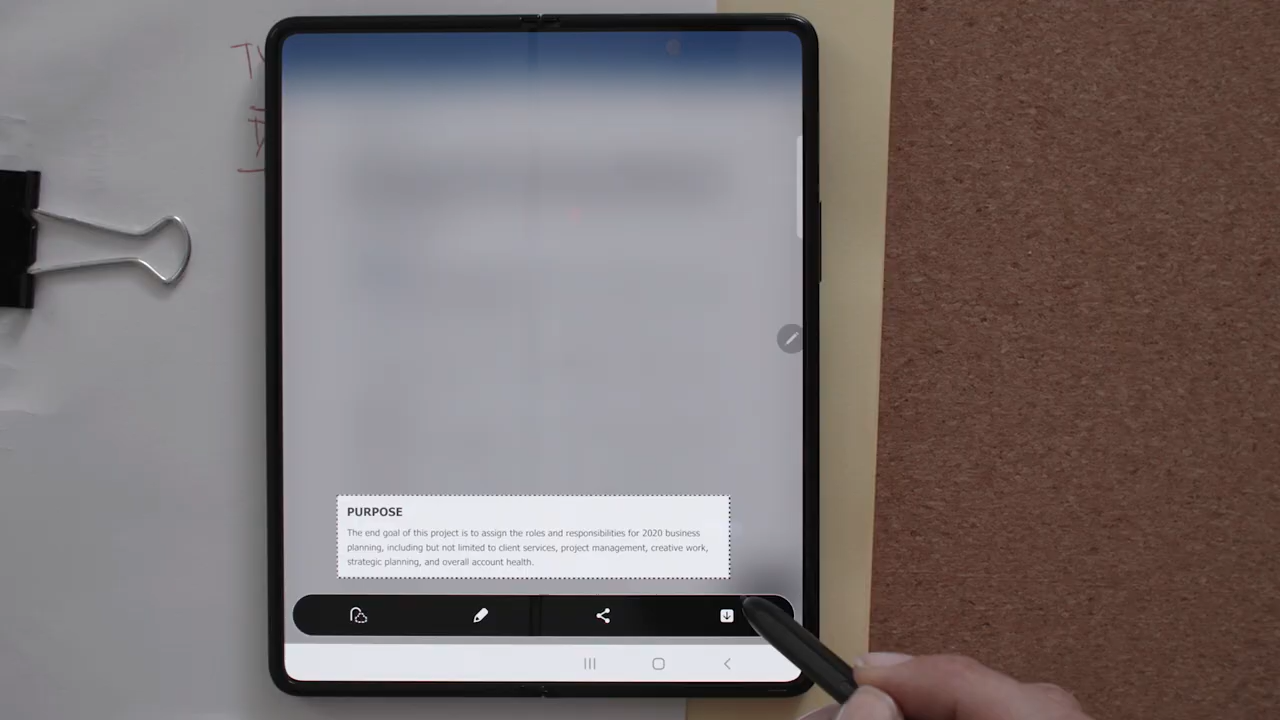 PURPOSE
The end goal of this project is to assign the roles and responsibilities for 2020 business
planning, including but not limited to client services, project management, creative work,
strategic planning, and overall account health.